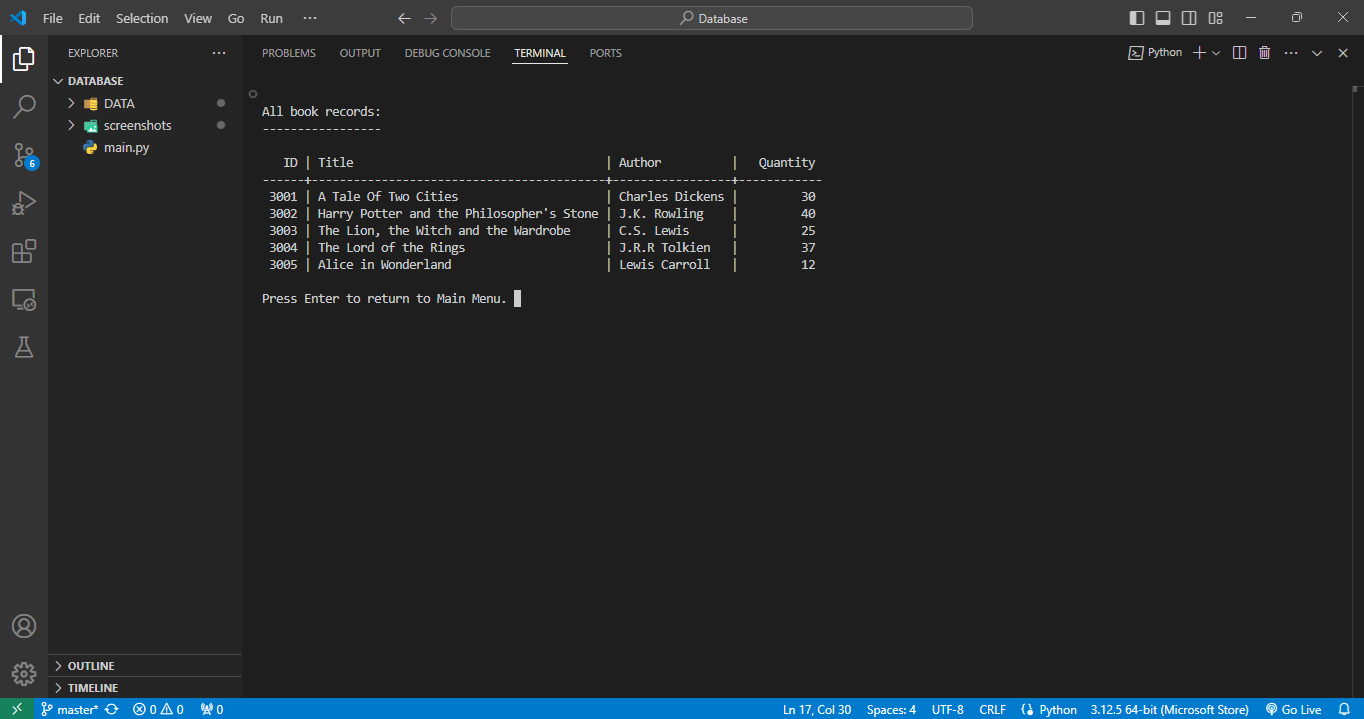 File Edit Selection View Go Run ··· Database
EXPLORER ··· PROBLEMS OUTPUT DEBUG CONSOLE TERMINAL PORTS Python ···
DATABASE
DATA
screenshots
main.py
6
All book records:
-----------------
ID | Title | Author | Quantity
------+------------------------------------------+-----------------+------------
3001 | A Tale Of Two Cities | Charles Dickens | 30
3002 | Harry Potter and the Philosopher's Stone | J.K. Rowling | 40
3003 | The Lion, the Witch and the Wardrobe | C.S. Lewis | 25
3004 | The Lord of the Rings | J.R.R Tolkien | 37
3005 | Alice in Wonderland | Lewis Carroll | 12
Press Enter to return to Main Menu.
OUTLINE
TIMELINE
master* 0 0 0 Ln 17, Col 30 Spaces: 4 UTF-8 CRLF Python 3.12.5 64-bit (Microsoft Store) Go Live